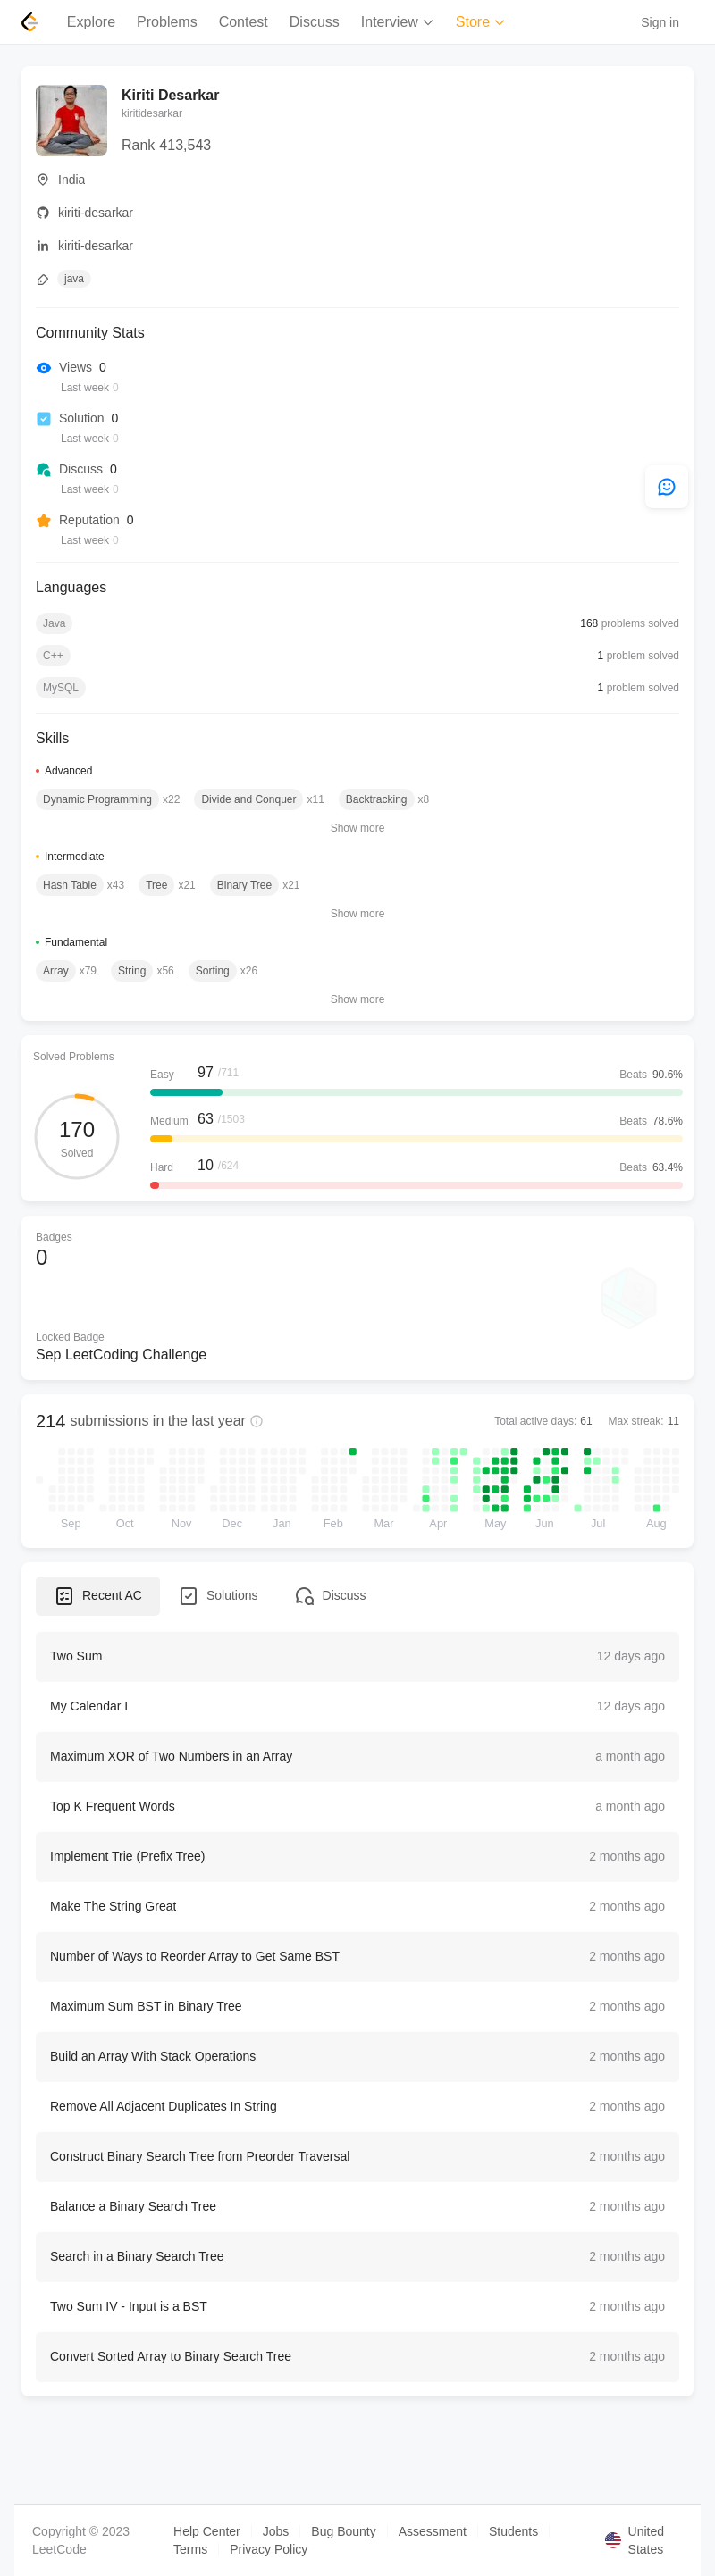 Explore Problems Contest Discuss Interview Store Sign in
Kiriti Desarkar
kiritidesarkar
Rank 413,543
India
kiriti-desarkar
kiriti-desarkar
java
Community Stats
Views 0
Last week 0
Solution 0
Last week 0
Discuss 0
Last week 0
Reputation 0
Last week 0
Languages
Java 168 problems solved
C++ 1 problem solved
MySQL 1 problem solved
Skills
Advanced
Dynamic Programming x22 Divide and Conquer x11 Backtracking x8
Show more
Intermediate
Hash Table x43 Tree x21 Binary Tree x21
Show more
Fundamental
Array x79 String x56 Sorting x26
Show more
Solved Problems
170
Solved
Easy 97 /711 Beats 90.6%
Medium 63 /1503 Beats 78.6%
Hard 10 /624 Beats 63.4%
Badges
0
Locked Badge
Sep LeetCoding Challenge
214 submissions in the last year Total active days: 61 Max streak: 11
Sep Oct Nov Dec Jan Feb Mar Apr May Jun Jul Aug
Recent AC Solutions Discuss
Two Sum 12 days ago
My Calendar I 12 days ago
Maximum XOR of Two Numbers in an Array a month ago
Top K Frequent Words a month ago
Implement Trie (Prefix Tree) 2 months ago
Make The String Great 2 months ago
Number of Ways to Reorder Array to Get Same BST 2 months ago
Maximum Sum BST in Binary Tree 2 months ago
Build an Array With Stack Operations 2 months ago
Remove All Adjacent Duplicates In String 2 months ago
Construct Binary Search Tree from Preorder Traversal 2 months ago
Balance a Binary Search Tree 2 months ago
Search in a Binary Search Tree 2 months ago
Two Sum IV - Input is a BST 2 months ago
Convert Sorted Array to Binary Search Tree 2 months ago
Copyright © 2023 LeetCode
Help Center Jobs Bug Bounty Assessment Students
Terms Privacy Policy
United States